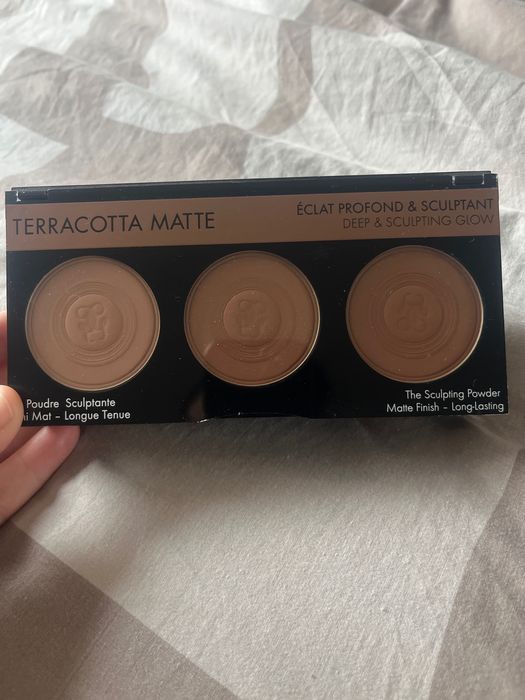 TERRACOTTA MATTE
ÉCLAT PROFOND & SCULPTANT
DEEP & SCULPTING GLOW
Poudre Sculptante
Mat – Longue Tenue
The Sculpting Powder
Matte Finish – Long-Lasting